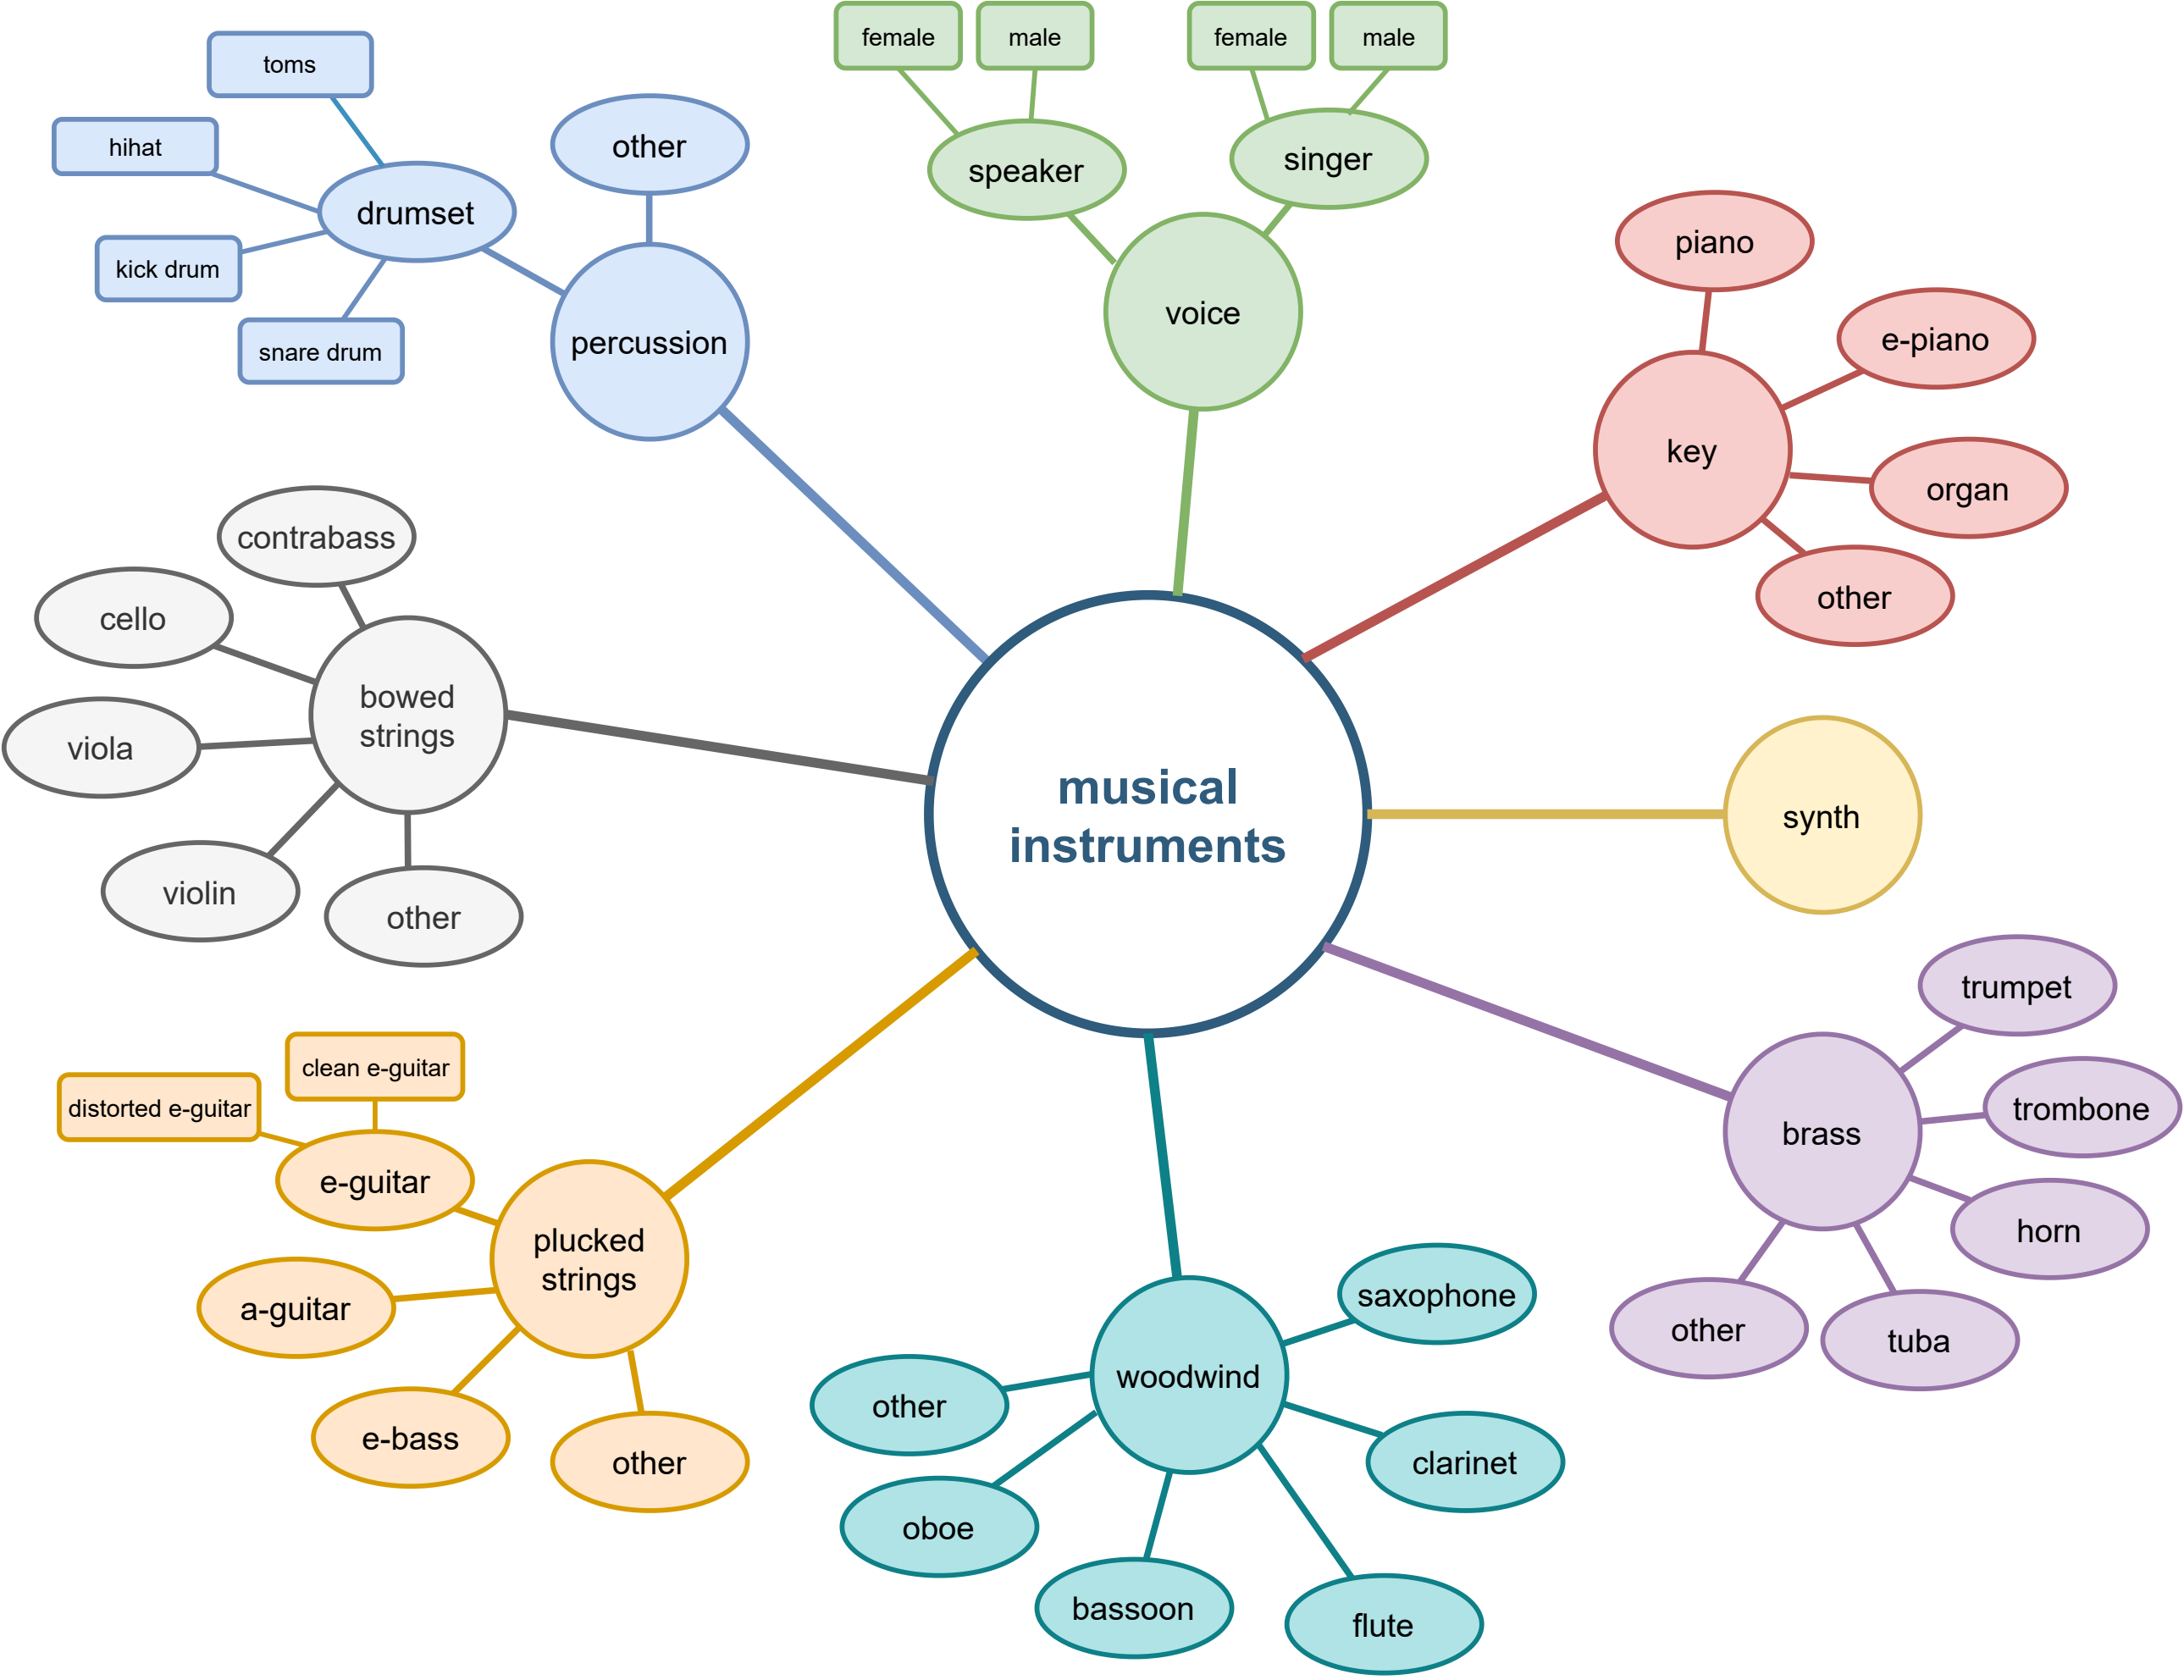 female
male
female
male
toms
hihat
other
speaker
singer
drumset
kick drum
snare drum
percussion
voice
piano
e-piano
key
organ
other
contrabass
cello
bowed
strings
viola
violin
other
musical
instruments
synth
trumpet
trombone
brass
horn
other
tuba
clean e-guitar
distorted e-guitar
e-guitar
plucked
strings
a-guitar
e-bass
other
saxophone
woodwind
other
clarinet
oboe
bassoon
flute